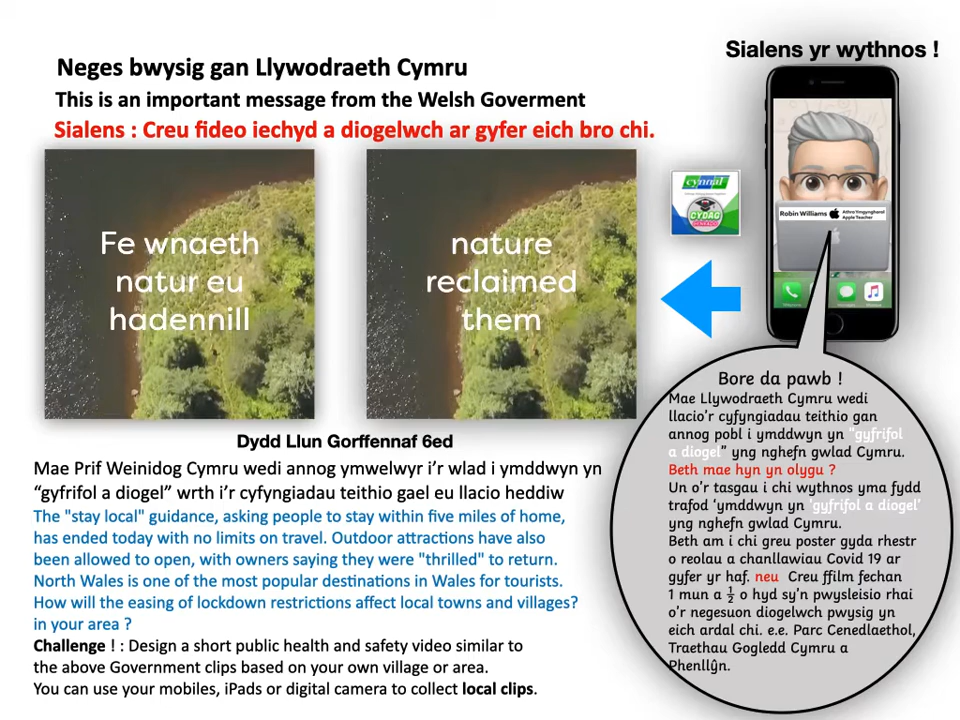 Sialens yr wythnos !
Neges bwysig gan Llywodraeth Cymru
This is an important message from the Welsh Goverment
Sialens : Creu fideo iechyd a diogelwch ar gyfer eich bro chi.
Fe wnaeth
natur eu
hadennill
nature
reclaimed
them
cynnal
CYDAG
Robin Williams
Athro Ymgynghorol
Apple Teacher
Dydd Llun Gorffennaf 6ed
Mae Prif Weinidog Cymru wedi annog ymwelwyr i’r wlad i ymddwyn yn
“gyfrifol a diogel” wrth i’r cyfyngiadau teithio gael eu llacio heddiw
The "stay local" guidance, asking people to stay within five miles of home,
has ended today with no limits on travel. Outdoor attractions have also
been allowed to open, with owners saying they were "thrilled" to return.
North Wales is one of the most popular destinations in Wales for tourists.
How will the easing of lockdown restrictions affect local towns and villages?
in your area ?
Challenge ! : Design a short public health and safety video similar to
the above Government clips based on your own village or area.
You can use your mobiles, iPads or digital camera to collect local clips.
Bore da pawb !
Mae Llywodraeth Cymru wedi
llacio’r cyfyngiadau teithio gan
annog pobl i ymddwyn yn "gyfrifol
a diogel" yng nghefn gwlad Cymru.
Beth mae hyn yn olygu ?
Un o’r tasgau i chi wythnos yma fydd
trafod ‘ymddwyn yn ‘gyfrifol a diogel’
yng nghefn gwlad Cymru.
Beth am i chi greu poster gyda rhestr
o reolau a chanllawiau Covid 19 ar
gyfer yr haf. neu Creu ffilm fechan
1 mun a ½ o hyd sy’n pwysleisio rhai
o’r negesuon diogelwch pwysig yn
eich ardal chi. e.e. Parc Cenedlaethol,
Traethau Gogledd Cymru a
Phenllŷn.